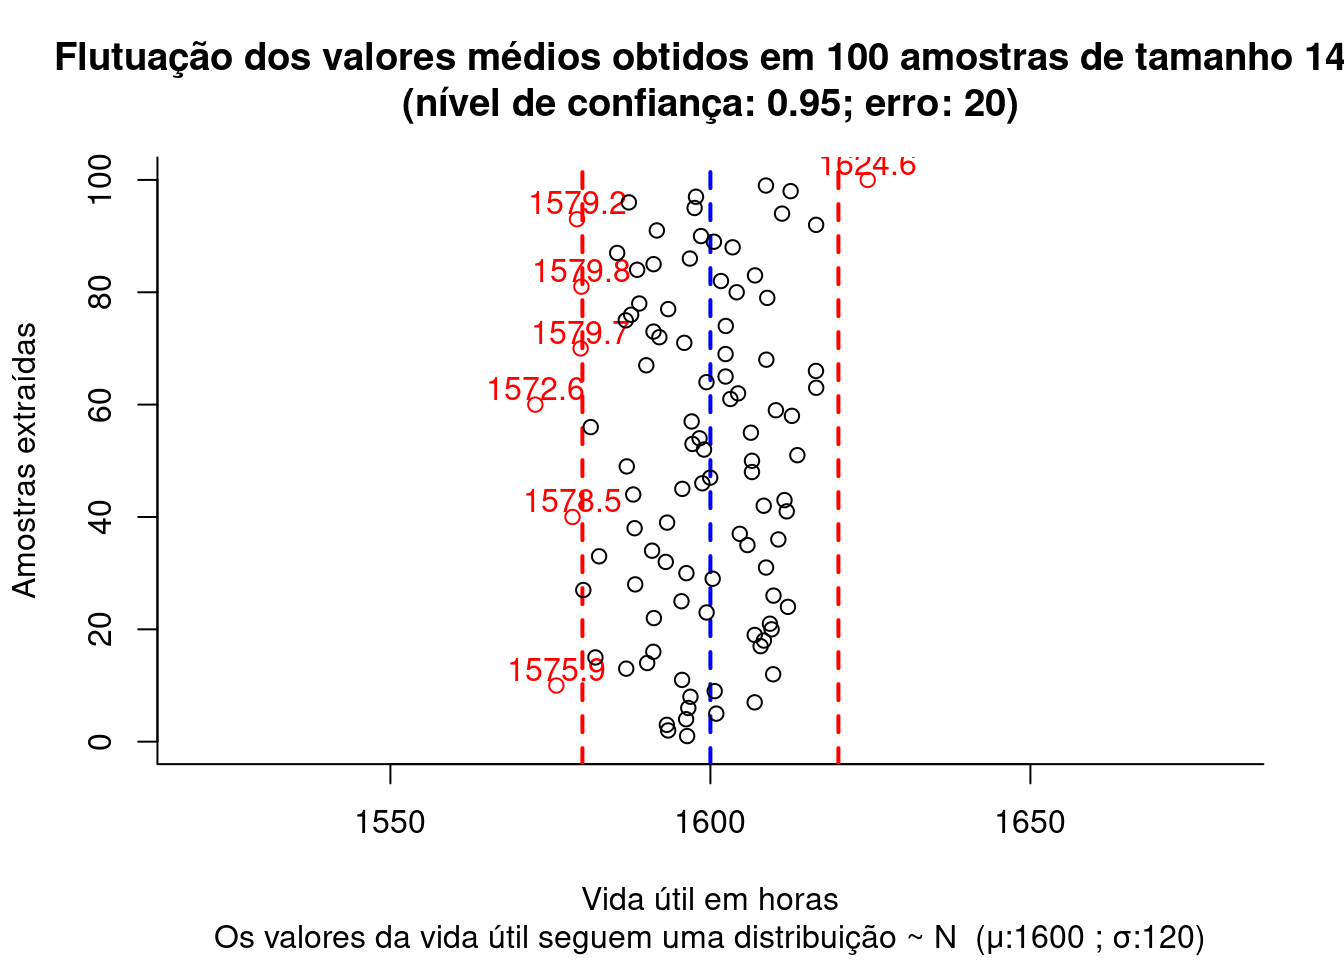 Flutuação dos valores médios obtidos em 100 amostras de tamanho 14
(nível de confiança: 0.95; erro: 20)
Amostras extraídas
100
80
60
40
20
0
1624.6
1579.2
1579.8
1579.7
1572.6
1578.5
1575.9
1550 1600 1650
Vida útil em horas
Os valores da vida útil seguem uma distribuição ~ N (μ:1600 ; σ:120)